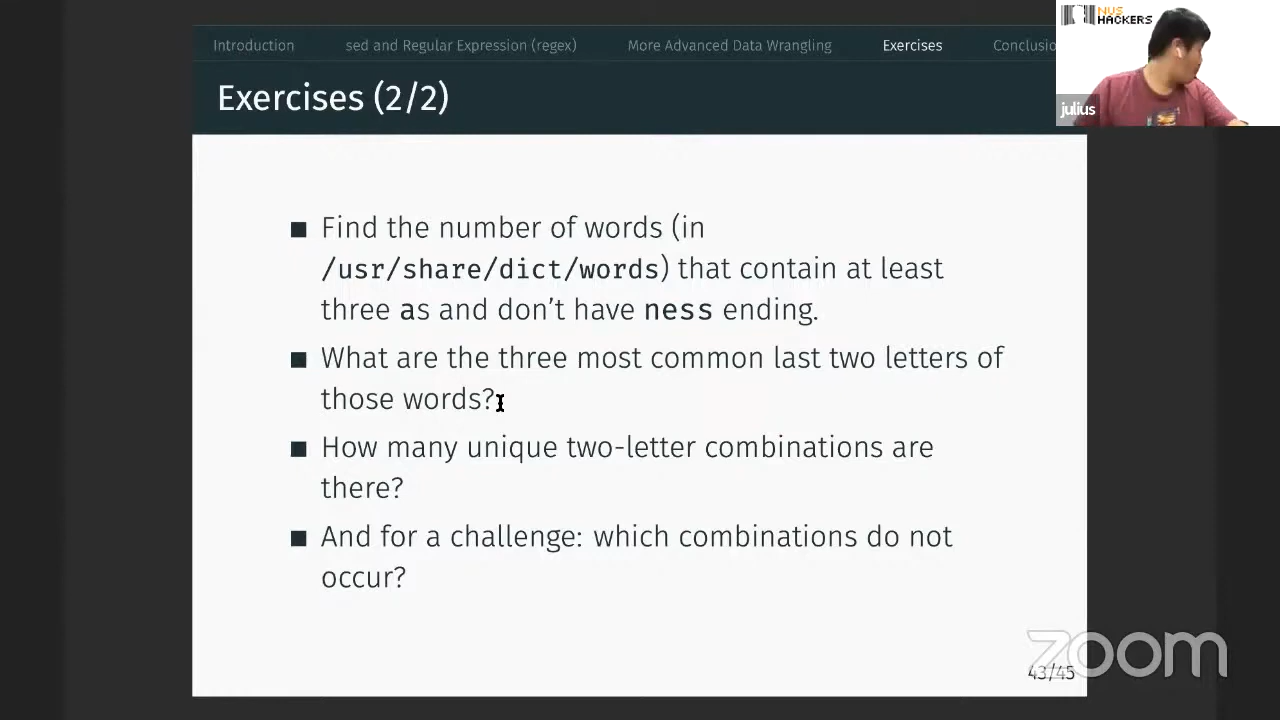 Introduction sed and Regular Expression (regex) More Advanced Data Wrangling Exercises Conclusio
NUS
HACKERS
julius
Exercises (2/2)
■ Find the number of words (in
/usr/share/dict/words) that contain at least
three as and don’t have ness ending.
■ What are the three most common last two letters of
those words?
■ How many unique two-letter combinations are
there?
■ And for a challenge: which combinations do not
occur?
zoom
43/45